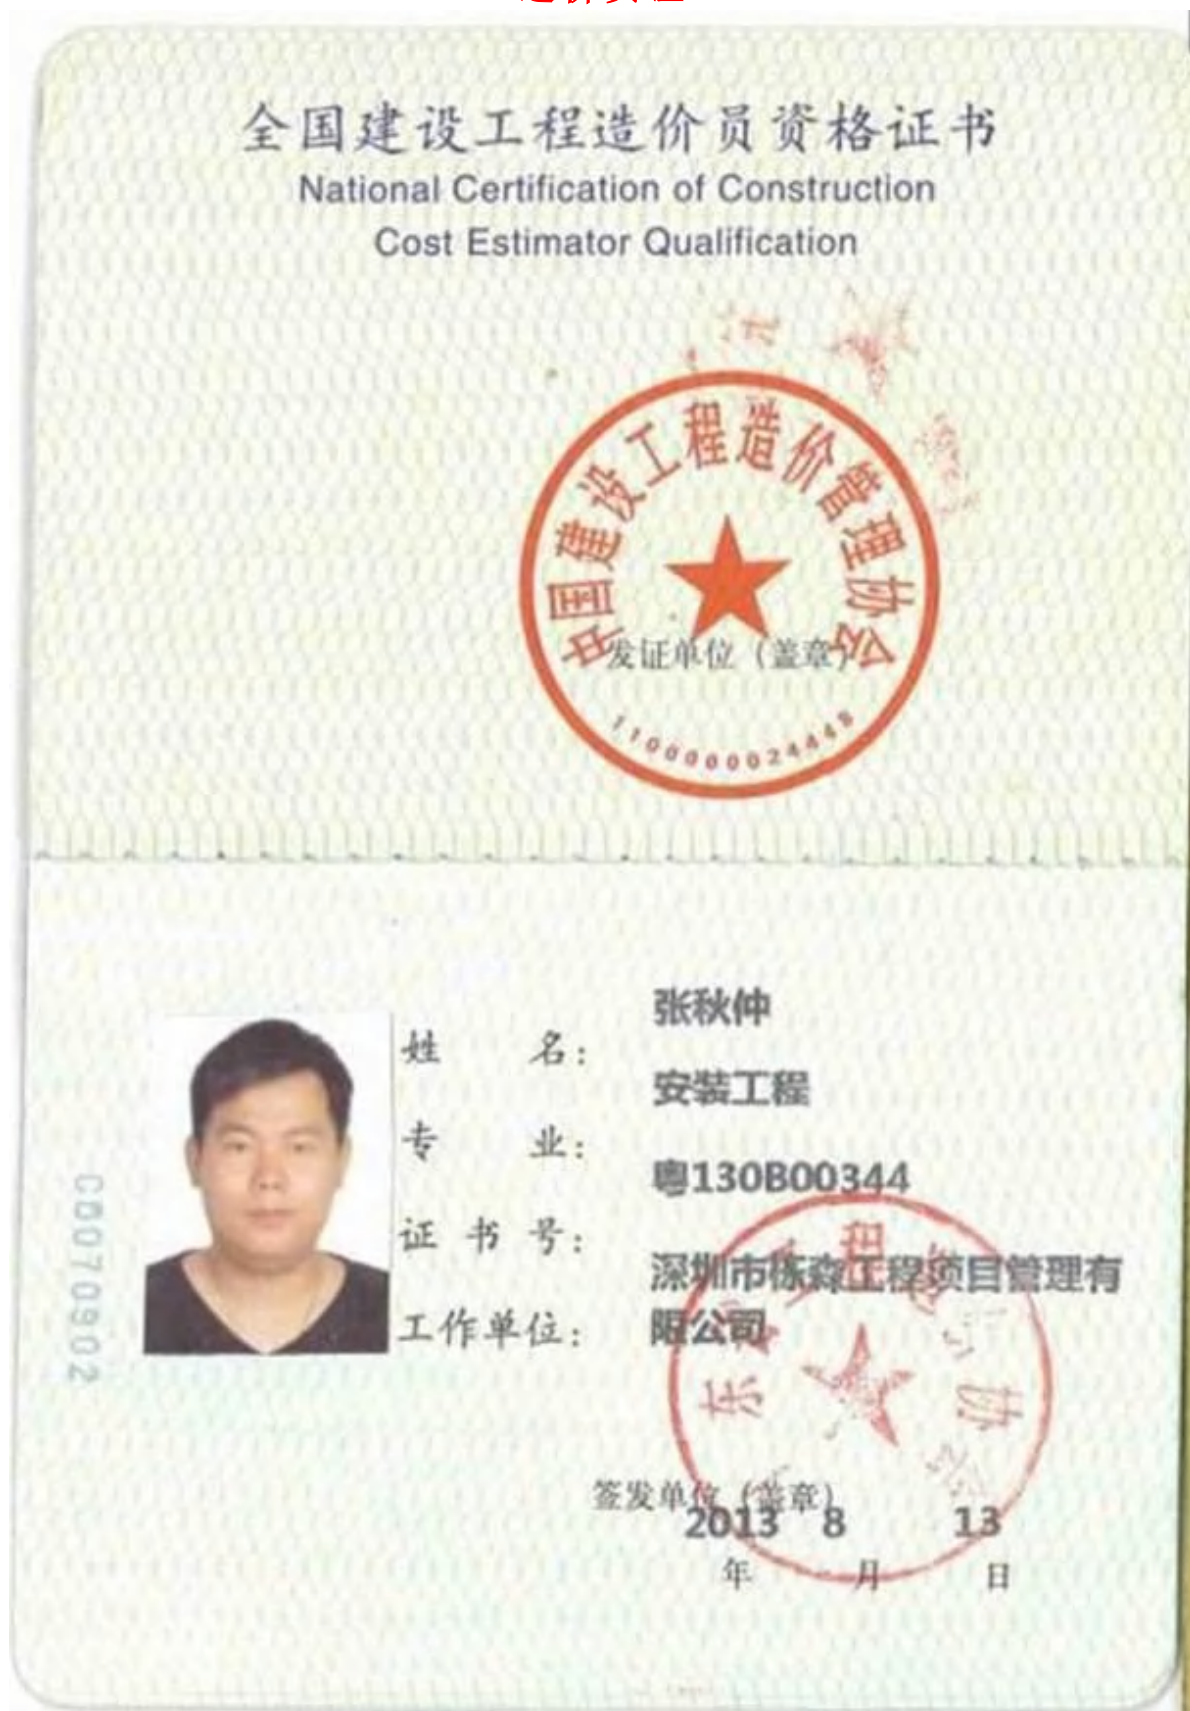 全国建设工程造价员资格证书
National Certification of Construction
Cost Estimator Qualification
中国建设工程造价管理协会
发证单位（盖章）
1100000024448
张秋仲
姓 名：
安装工程
专 业：
粤130B00344
证 书 号：
深圳市栋森工程项目管理有
限公司
工作单位：
签发单位（盖章）
2013 8 13
年 月 日